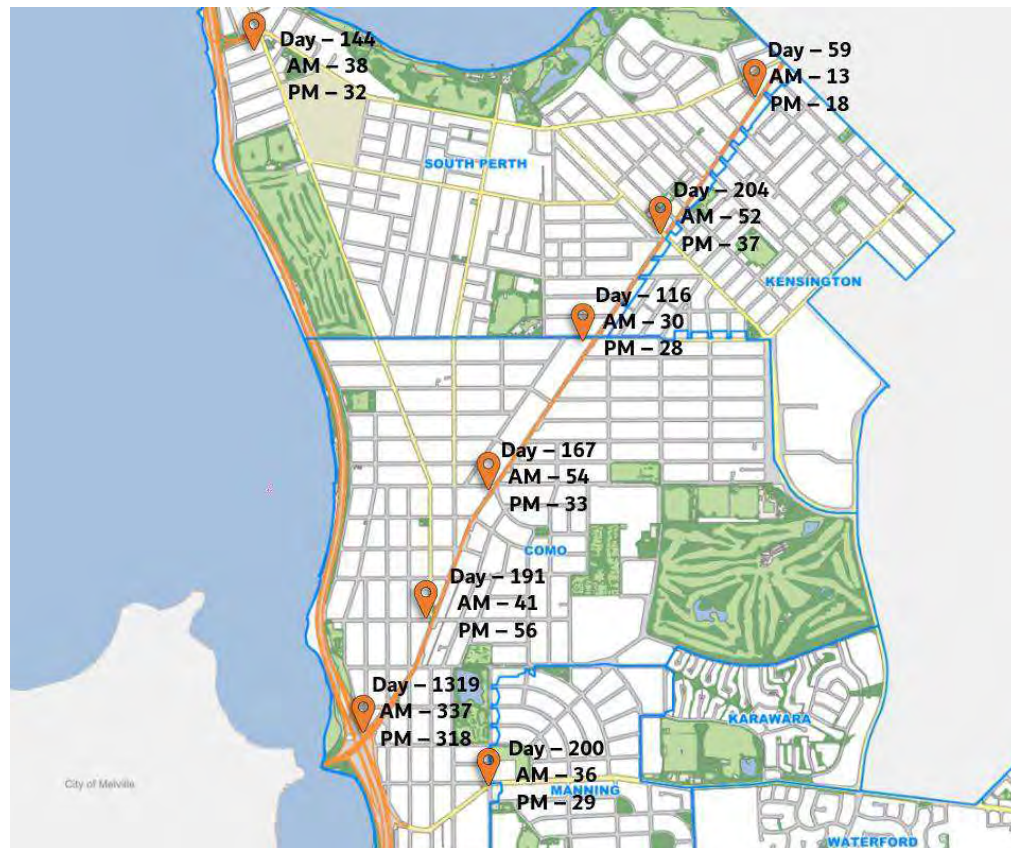 Day – 144
AM – 38
PM – 32
Day – 59
AM – 13
PM – 18
SOUTH PERTH
Day – 204
AM – 52
PM – 37
KENSINGTON
Day – 116
AM – 30
PM – 28
Day – 167
AM – 54
PM – 33
COMO
Day – 191
AM – 41
PM – 56
Day – 1319
AM – 337
PM – 318
KARAWARA
Day – 200
AM – 36
PM – 29
MANNING
City of Melville
WATERFORD